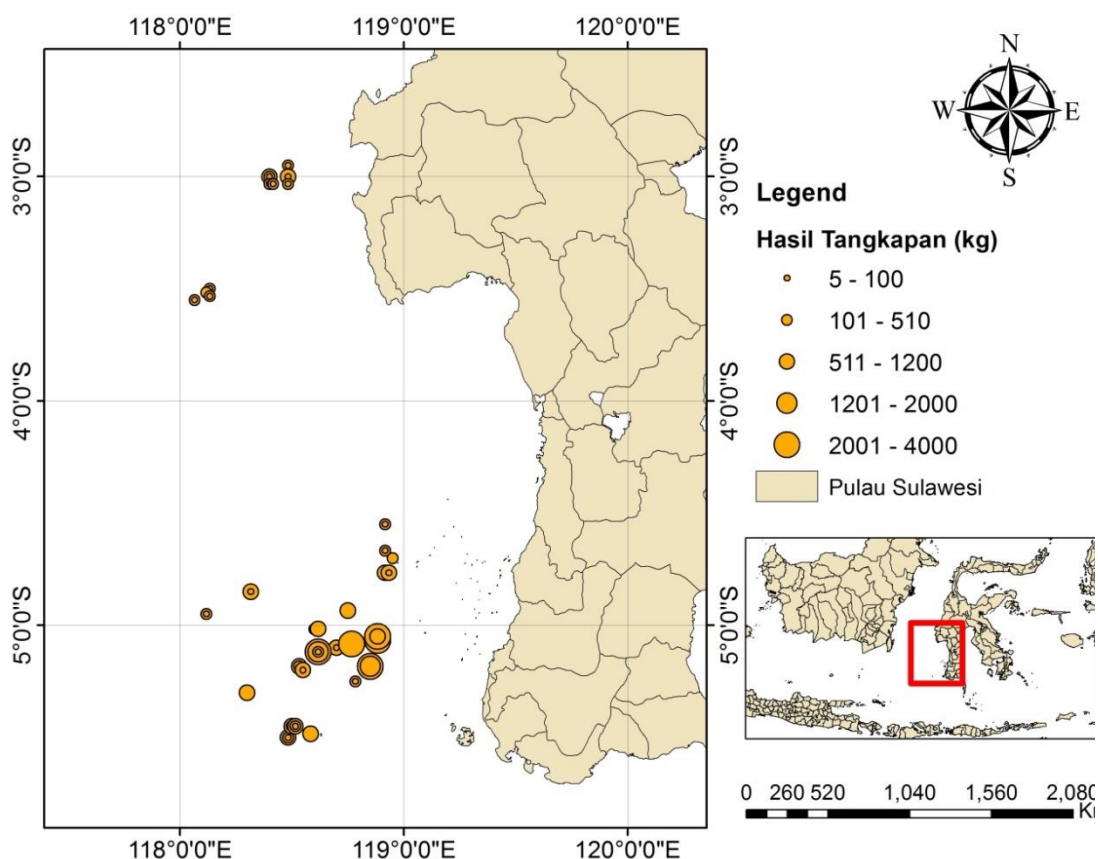 118°0'0"E 119°0'0"E 120°0'0"E
3°0'0"S
4°0'0"S
5°0'0"S
3°0'0"S
4°0'0"S
5°0'0"S
118°0'0"E 119°0'0"E 120°0'0"E
N
W E
S
Legend
Hasil Tangkapan (kg)
5 - 100
101 - 510
511 - 1200
1201 - 2000
2001 - 4000
Pulau Sulawesi
0 260 520 1,040 1,560 2,080